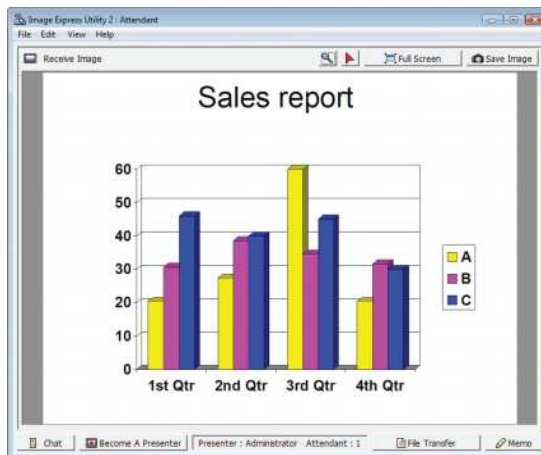 Image Express Utility 2 : Attendant
File Edit View Help
Receive Image Full Screen Save Image
Sales report
60
50
40
30
20
10
0
1st Qtr 2nd Qtr 3rd Qtr 4th Qtr
A
B
C
Chat Become A Presenter Presenter : Administrator Attendant : 1 File Transfer Memo